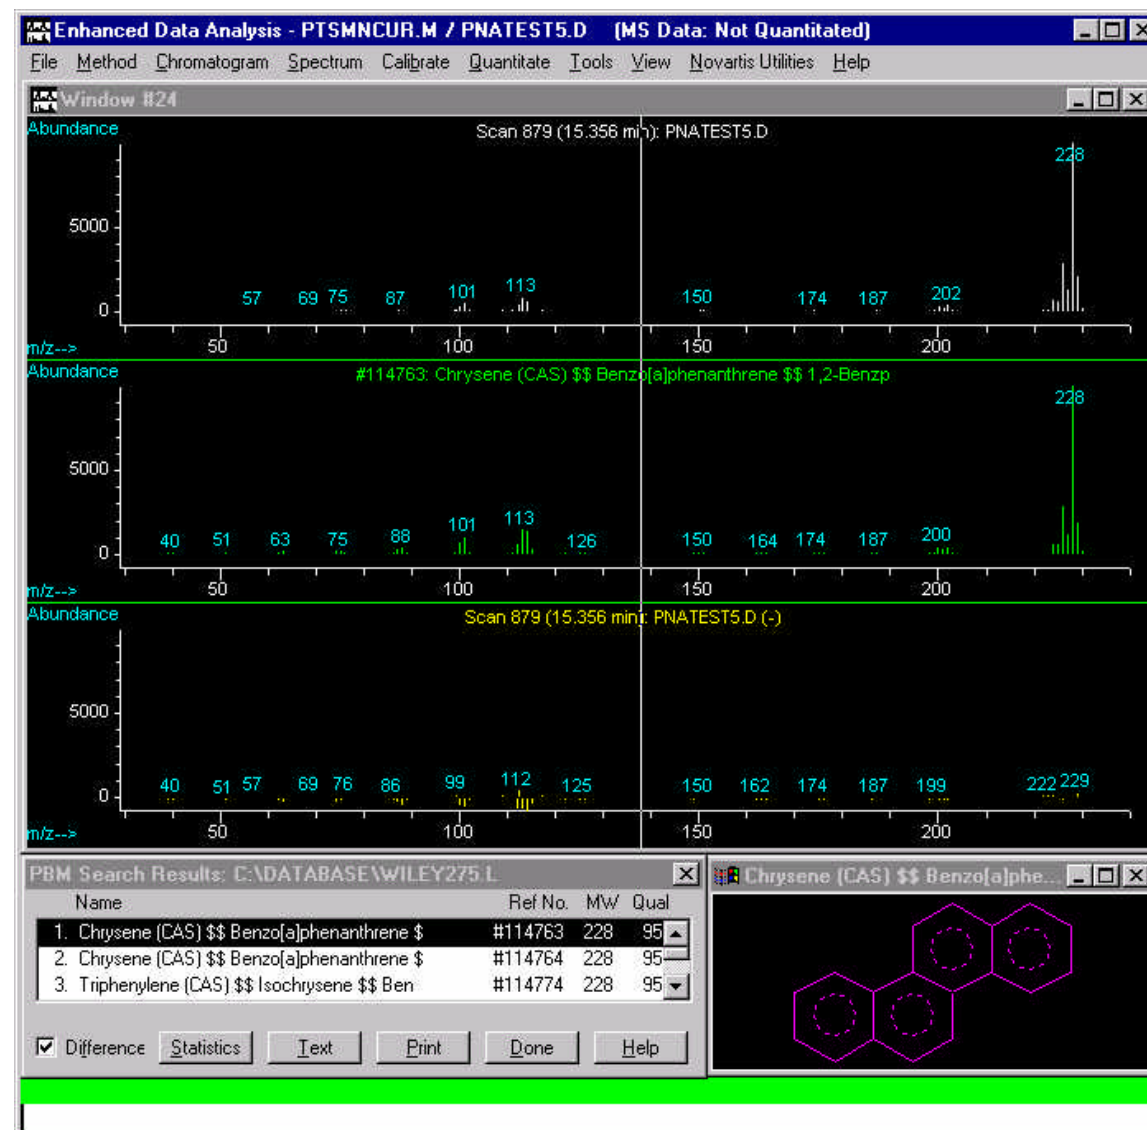 Enhanced Data Analysis - PTSMNCUR.M / PNATEST5.D (MS Data: Not Quantitated)
File Method Chromatogram Spectrum Calibrate Quantitate Tools View Novartis Utilities Help
Window #24
Abundance
Scan 879 (15.356 min): PNATEST5.D
228
5000
57 69 75 87 101 113 150 174 187 202
0
50 100 150 200
m/z-->
Abundance
#114763: Chrysene (CAS) $$ Benzo[a]phenanthrene $$ 1,2-Benzp
228
5000
40 51 63 75 88 101 113 126 150 164 174 187 200
0
50 100 150 200
m/z-->
Abundance
Scan 879 (15.356 min): PNATEST5.D (-)
5000
40 51 57 69 76 86 99 112 125 150 162 174 187 199 222 229
0
50 100 150 200
m/z-->
PBM Search Results: C:\DATABASE\WILEY275.L
Name Ref No. MW Qual
1. Chrysene (CAS) $$ Benzo[a]phenanthrene $ #114763 228 95
2. Chrysene (CAS) $$ Benzo[a]phenanthrene $ #114764 228 95
3. Triphenylene (CAS) $$ Isochrysene $$ Ben #114774 228 95
Difference Statistics Text Print Done Help
Chrysene (CAS) $$ Benzo[a]phe...